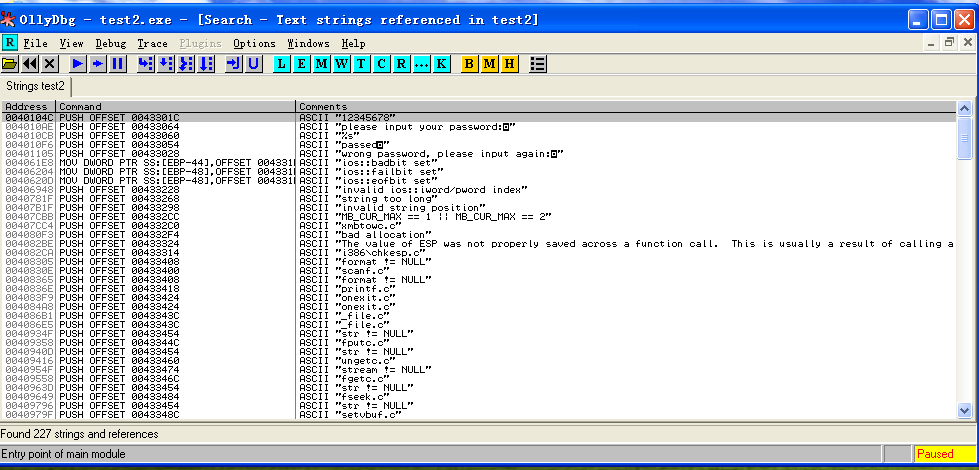 OllyDbg - test2.exe - [Search - Text strings referenced in test2]
File View Debug Trace Plugins Options Windows Help
L E M W T C R ... K B M H
Strings test2
Address Command Comments
0040104C PUSH OFFSET 0043301C ASCII "12345678"
004010AE PUSH OFFSET 00433064 ASCII "please input your password:"
004010CB PUSH OFFSET 00433060 ASCII "%s"
004010F6 PUSH OFFSET 00433054 ASCII "passed"
00401105 PUSH OFFSET 00433028 ASCII "wrong password, please input again:"
004061E3 MOV DWORD PTR SS:[EBP-44],OFFSET 004331 ASCII "ios::badbit set"
00406204 MOV DWORD PTR SS:[EBP-48],OFFSET 004331 ASCII "ios::failbit set"
0040620D MOV DWORD PTR SS:[EBP-48],OFFSET 004331 ASCII "ios::eofbit set"
00406948 PUSH OFFSET 00433228 ASCII "invalid ios::iword/pword index"
0040781F PUSH OFFSET 00433268 ASCII "string too long"
00407B1F PUSH OFFSET 00433298 ASCII "invalid string position"
00407CBB PUSH OFFSET 004332CC ASCII "MB_CUR_MAX == 1 || MB_CUR_MAX == 2"
00407CC4 PUSH OFFSET 004332C0 ASCII "xmbtowc.c"
004080F3 PUSH OFFSET 004332F4 ASCII "bad allocation"
004082BE PUSH OFFSET 00433324 ASCII "The value of ESP was not properly saved across a function call.  This is usually a result of calling a
004082CA PUSH OFFSET 00433314 ASCII "i386\chkesp.c"
00408305 PUSH OFFSET 00433408 ASCII "format != NULL"
0040830E PUSH OFFSET 00433400 ASCII "scanf.c"
00408365 PUSH OFFSET 00433408 ASCII "format != NULL"
0040836E PUSH OFFSET 00433418 ASCII "printf.c"
004083F9 PUSH OFFSET 00433424 ASCII "onexit.c"
004084A8 PUSH OFFSET 00433424 ASCII "onexit.c"
004086B1 PUSH OFFSET 0043343C ASCII "_file.c"
004086E5 PUSH OFFSET 0043343C ASCII "_file.c"
0040934F PUSH OFFSET 00433454 ASCII "str != NULL"
00409358 PUSH OFFSET 0043344C ASCII "fputc.c"
0040940D PUSH OFFSET 00433454 ASCII "str != NULL"
00409416 PUSH OFFSET 00433460 ASCII "ungetc.c"
0040954F PUSH OFFSET 00433474 ASCII "stream != NULL"
00409558 PUSH OFFSET 0043346C ASCII "fgetc.c"
0040963D PUSH OFFSET 00433454 ASCII "str != NULL"
00409649 PUSH OFFSET 00433484 ASCII "fseek.c"
00409796 PUSH OFFSET 00433454 ASCII "str != NULL"
0040979F PUSH OFFSET 0043348C ASCII "setvbuf.c"
Found 227 strings and references
Entry point of main module Paused